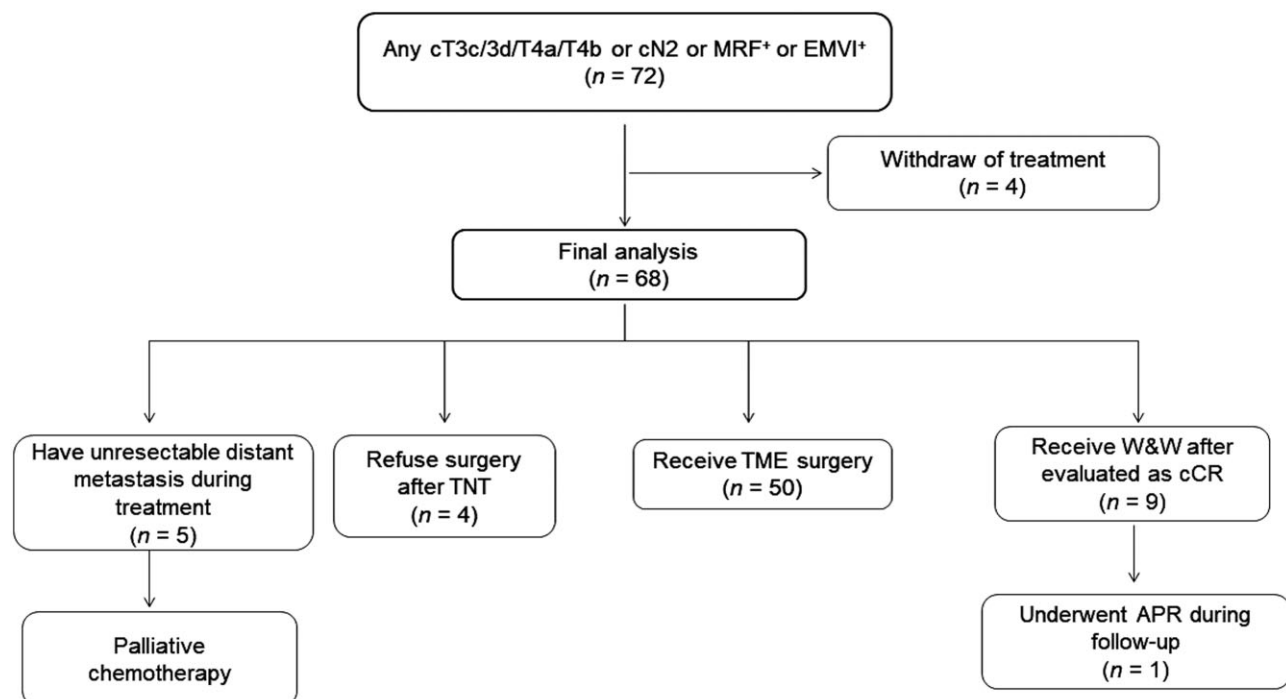 Any cT3c/3d/T4a/T4b or cN2 or MRF⁺ or EMVI⁺
(n = 72)
Withdraw of treatment
(n = 4)
Final analysis
(n = 68)
Have unresectable distant
metastasis during
treatment
(n = 5)
Refuse surgery
after TNT
(n = 4)
Receive TME surgery
(n = 50)
Receive W&W after
evaluated as cCR
(n = 9)
Palliative
chemotherapy
Underwent APR during
follow-up
(n = 1)